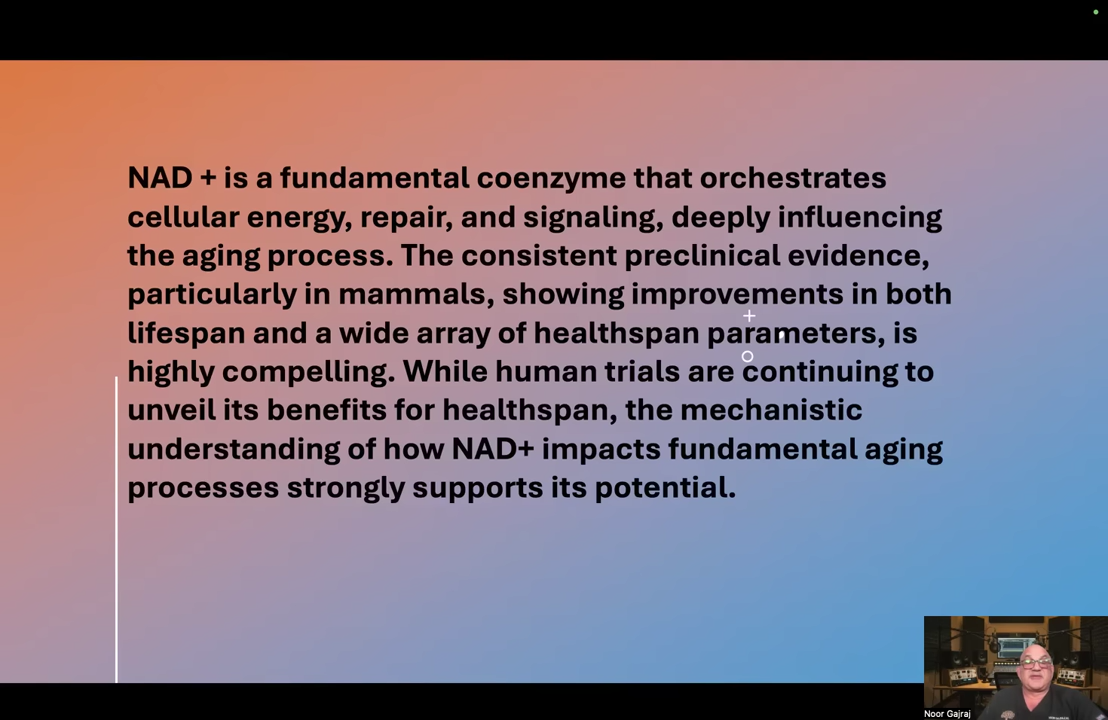 NAD + is a fundamental coenzyme that orchestrates
cellular energy, repair, and signaling, deeply influencing
the aging process. The consistent preclinical evidence,
particularly in mammals, showing improvements in both
lifespan and a wide array of healthspan parameters, is
highly compelling. While human trials are continuing to
unveil its benefits for healthspan, the mechanistic
understanding of how NAD+ impacts fundamental aging
processes strongly supports its potential.
Noor Gajraj